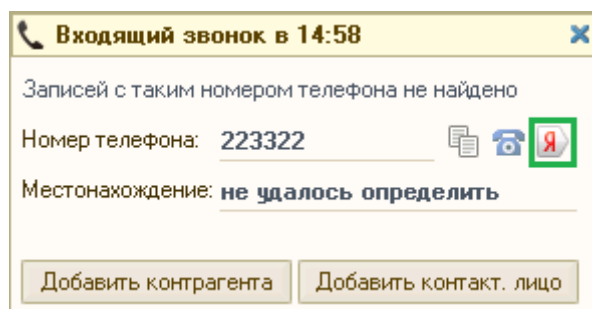 Входящий звонок в 14:58
Записей с таким номером телефона не найдено
Номер телефона: 223322 Я
Местонахождение: не удалось определить
Добавить контрагента Добавить контакт. лицо